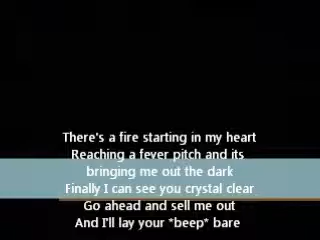 There's a fire starting in my heart
Reaching a fever pitch and its
bringing me out the dark
Finally I can see you crystal clear
Go ahead and sell me out
And I'll lay your *beep* bare